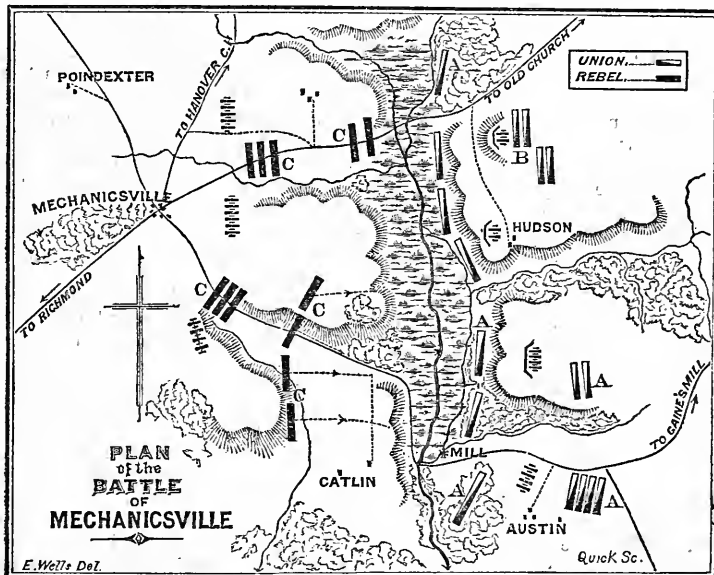 POINDEXTER
TO HANOVER C.H
TO OLD CHURCH
UNION.
REBEL.
C
C
A
B
MECHANICSVILLE
HUDSON
TO RICHMOND
C
C
A
C
A
TO GAINE'S MILL
PLAN
of the
BATTLE
OF
MECHANICSVILLE
CATLIN
MILL
A
AUSTIN
A
E. Wells Del.
Quick Sc.